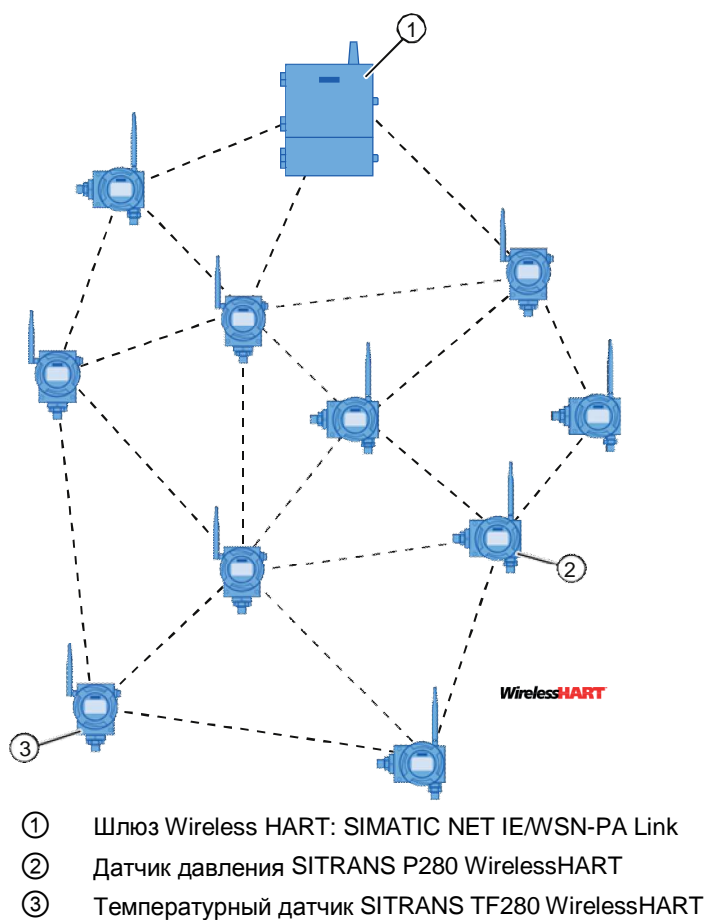 ①
②
WirelessHART
③
① Шлюз Wireless HART: SIMATIC NET IE/WSN-PA Link
② Датчик давления SITRANS P280 WirelessHART
③ Температурный датчик SITRANS TF280 WirelessHART